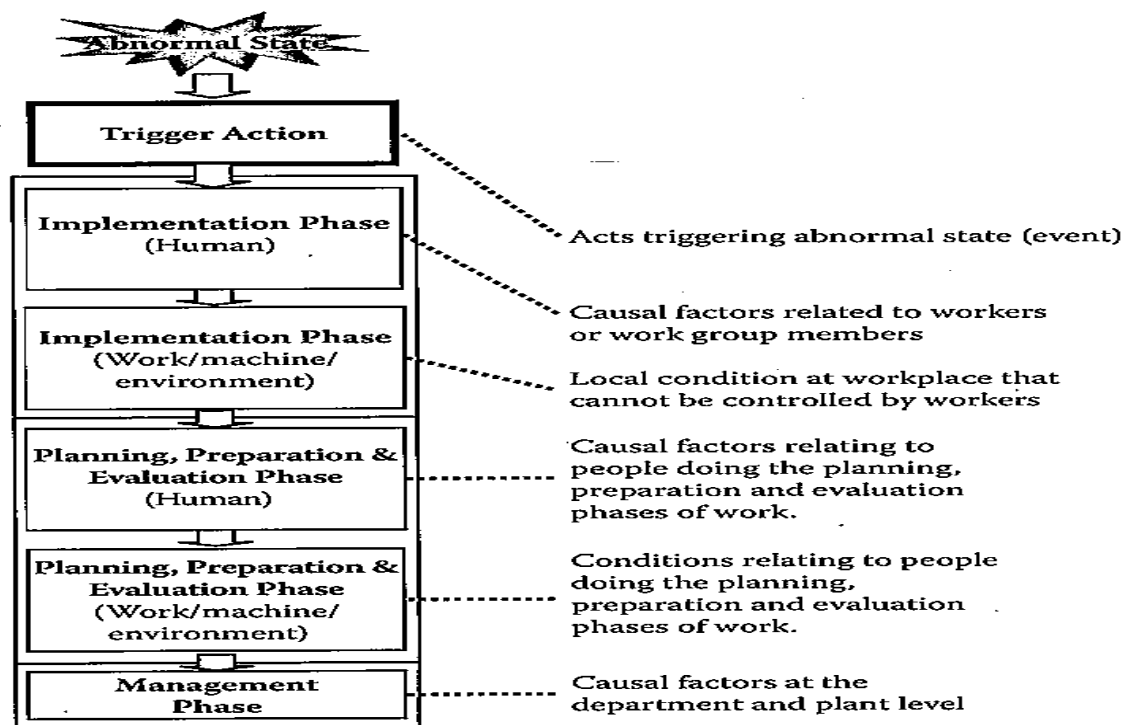 Abnormal State
Trigger Action
Implementation Phase
(Human)
Implementation Phase
(Work/machine/
environment)
Planning, Preparation &
Evaluation Phase
(Human)
Planning, Preparation &
Evaluation Phase
(Work/machine/
environment)
Management
Phase
Acts triggering abnormal state (event)
Causal factors related to workers
or work group members
Local condition at workplace that
cannot be controlled by workers
Causal factors relating to
people doing the planning,
preparation and evaluation
phases of work.
Conditions relating to people
doing the planning,
preparation and evaluation
phases of work.
Causal factors at the
department and plant level